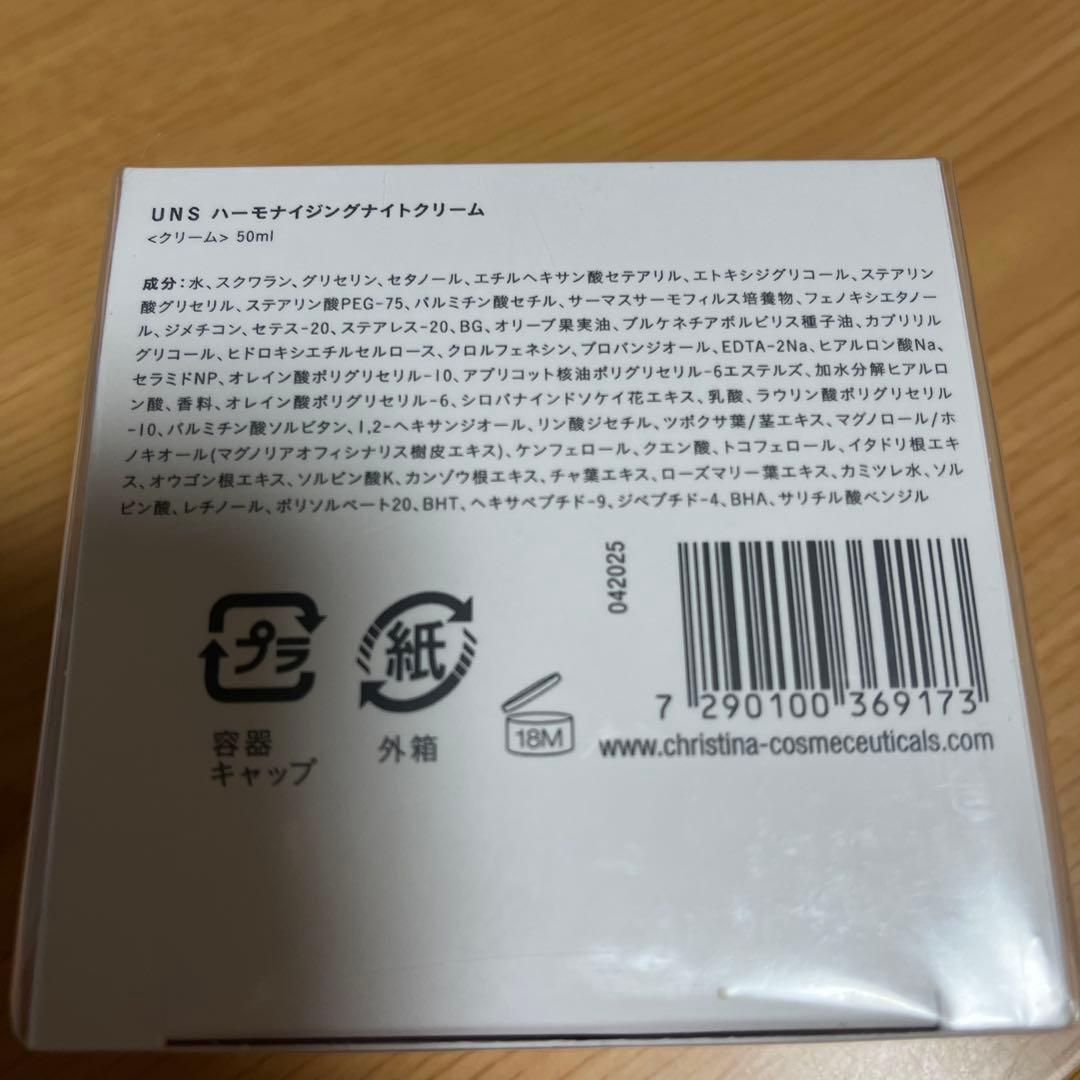 UNS ハーモナイジングナイトクリーム
<クリーム> 50ml
成分：水、スクワラン、グリセリン、セタノール、エチルヘキサン酸セテアリル、エトキシジグリコール、ステアリン
酸グリセリル、ステアリン酸PEG-75、パルミチン酸セチル、サーマスサーモフィルス培養物、フェノキシエタノー
ル、ジメチコン、セテス-20、ステアレス-20、BG、オリーブ果実油、プルケネチアボルビリス種子油、カプリリル
グリコール、ヒドロキシエチルセルロース、クロルフェネシン、プロパンジオール、EDTA-2Na、ヒアルロン酸Na、
セラミドNP、オレイン酸ポリグリセリル-10、アプリコット核油ポリグリセリル-6エステルズ、加水分解ヒアルロ
ン酸、香料、オレイン酸ポリグリセリル-6、シロバナインドソケイ花エキス、乳酸、ラウリン酸ポリグリセリル
-10、パルミチン酸ソルビタン、1,2-ヘキサンジオール、リン酸ジセチル、ツボクサ葉/茎エキス、マグノロール/ホ
ノキオール(マグノリアオフィシナリス樹皮エキス)、ケンフェロール、クエン酸、トコフェロール、イタドリ根エキ
ス、オウゴン根エキス、ソルビン酸K、カンゾウ根エキス、チャ葉エキス、ローズマリー葉エキス、カミツレ水、ソル
ビン酸、レチノール、ポリソルベート20、BHT、ヘキサペプチド-9、ジペプチド-4、BHA、サリチル酸ベンジル
042025
プラ
容器
キャップ
紙
外箱
18M
7 290100 369173
www.christina-cosmeceuticals.com